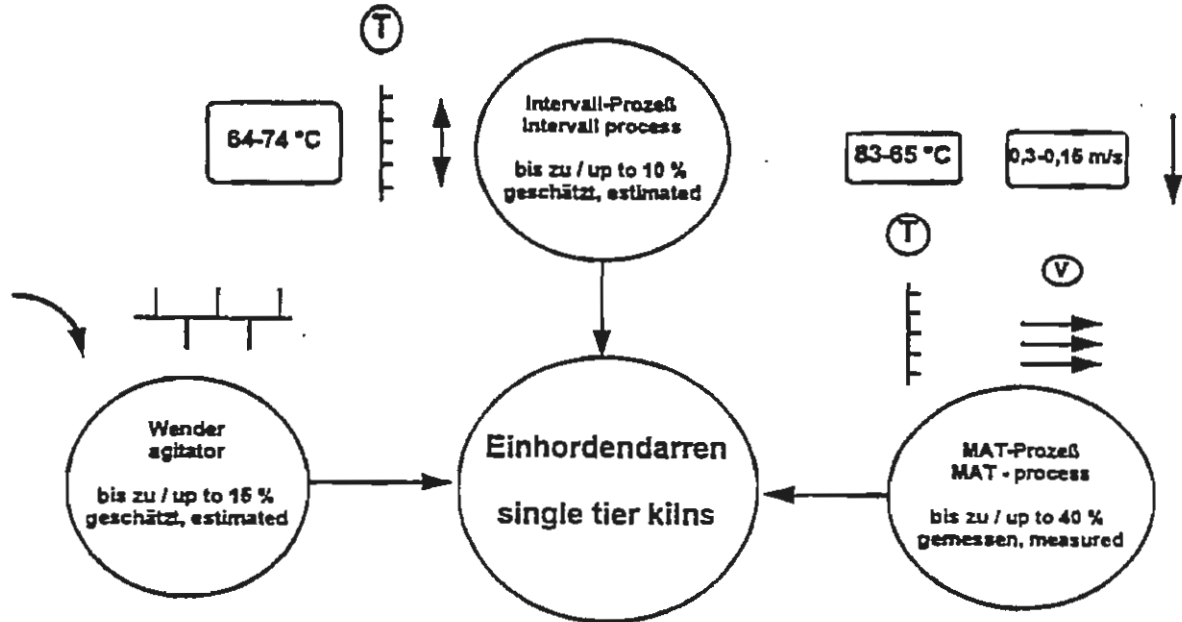 T
64-74 °C
Intervall-Prozeß
Intervall process
bis zu / up to 10 %
geschätzt, estimated
83-65 °C
0,3-0,15 m/s
T
V
Wender
agitator
bis zu / up to 15 %
geschätzt, estimated
Einhordendarren
single tier kilns
MAT-Prozeß
MAT - process
bis zu / up to 40 %
gemessen, measured